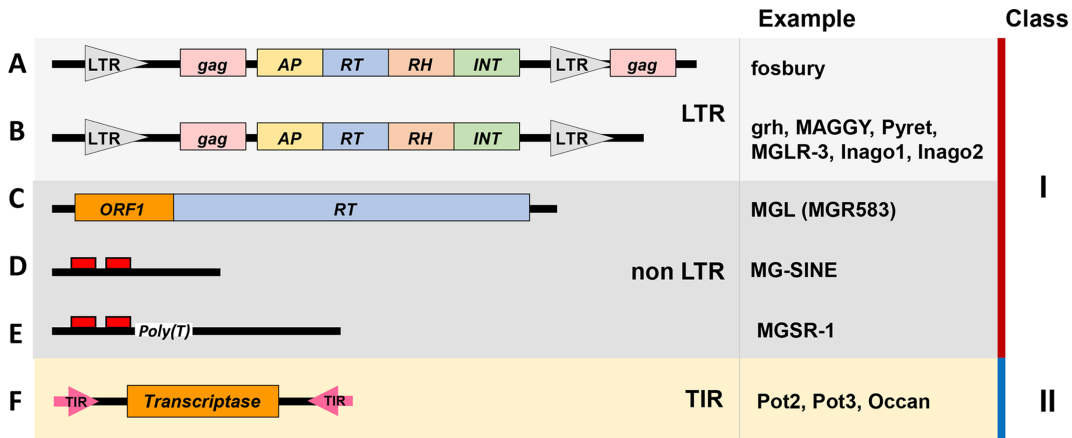 Example Class
A LTR gag AP RT RH INT LTR gag fosbury
LTR
B LTR gag AP RT RH INT LTR grh, MAGGY, Pyret,
MGLR-3, Inago1, Inago2
I
C ORF1 RT MGL (MGR583)
D non LTR MG-SINE
E Poly(T) MGSR-1
F TIR Transcriptase TIR TIR Pot2, Pot3, Occan II